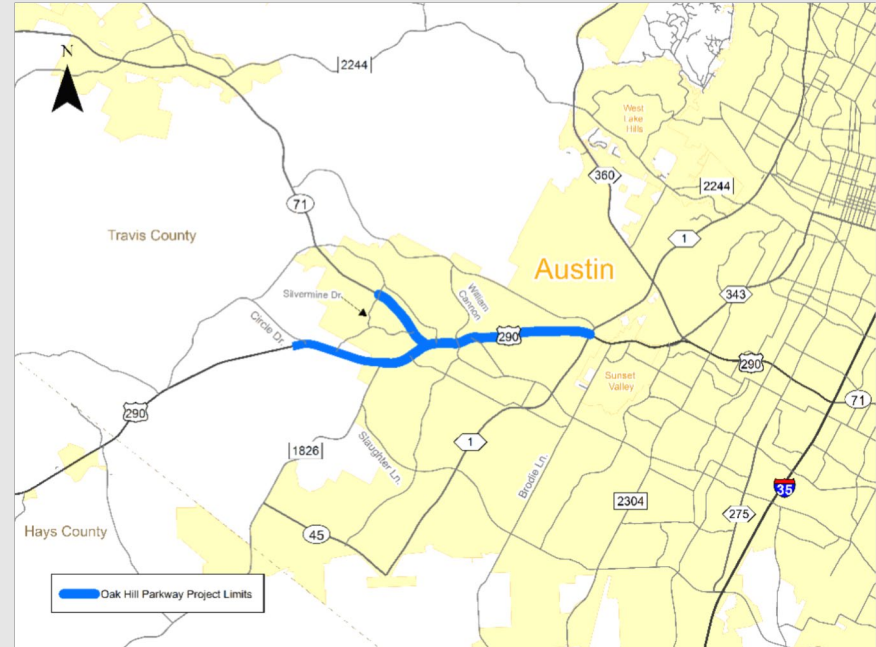 N
2244
West
Lake
Hills
360
2244
71
Travis County
1
Austin
Silvermine Dr.
William
Cannon
343
Circle Dr.
290
290
Sunset
Valley
71
290
1
1826
Slaughter Ln.
Brodie Ln.
35
2304
275
45
Hays County
Oak Hill Parkway Project Limits